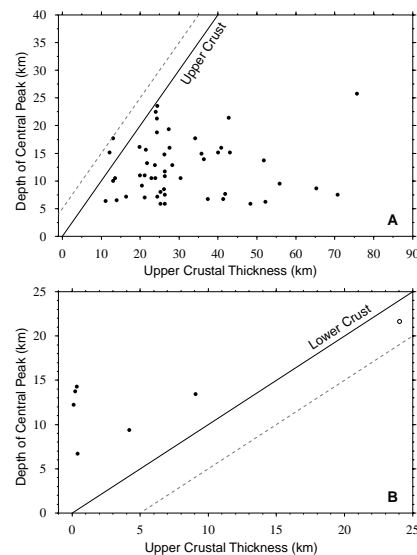 40
35
30
25
20
15
10
5
0
Depth of Central Peak (km)
Upper Crust
A
0 10 20 30 40 50 60 70 80 90
Upper Crustal Thickness (km)
25
20
15
10
5
0
Depth of Central Peak (km)
Lower Crust
B
0 5 10 15 20 25
Upper Crustal Thickness (km)